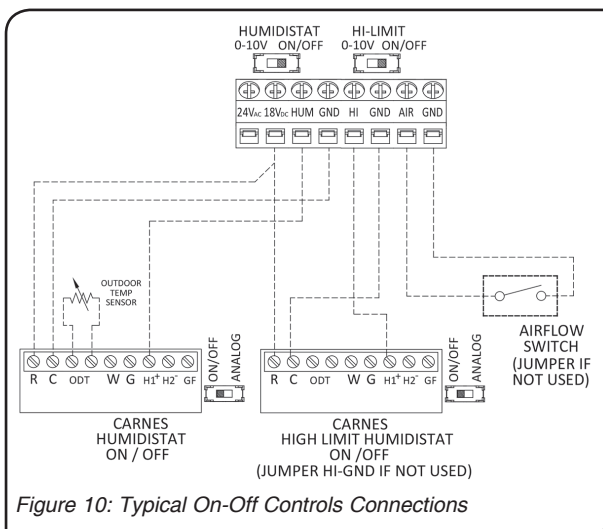 HUMIDISTAT HI-LIMIT
0-10V ON/OFF 0-10V ON/OFF
24VAC 18VDC HUM GND HI GND AIR GND
OUTDOOR
TEMP
SENSOR
R C ODT W G H1+ H2- GF
ON/OFF
ANALOG
CARNES
HUMIDISTAT
ON / OFF
R C ODT W G H1+ H2- GF
ON/OFF
ANALOG
CARNES
HIGH LIMIT HUMIDISTAT
ON /OFF
(JUMPER HI-GND IF NOT USED)
AIRFLOW
SWITCH
(JUMPER IF
NOT USED)
Figure 10: Typical On-Off Controls Connections